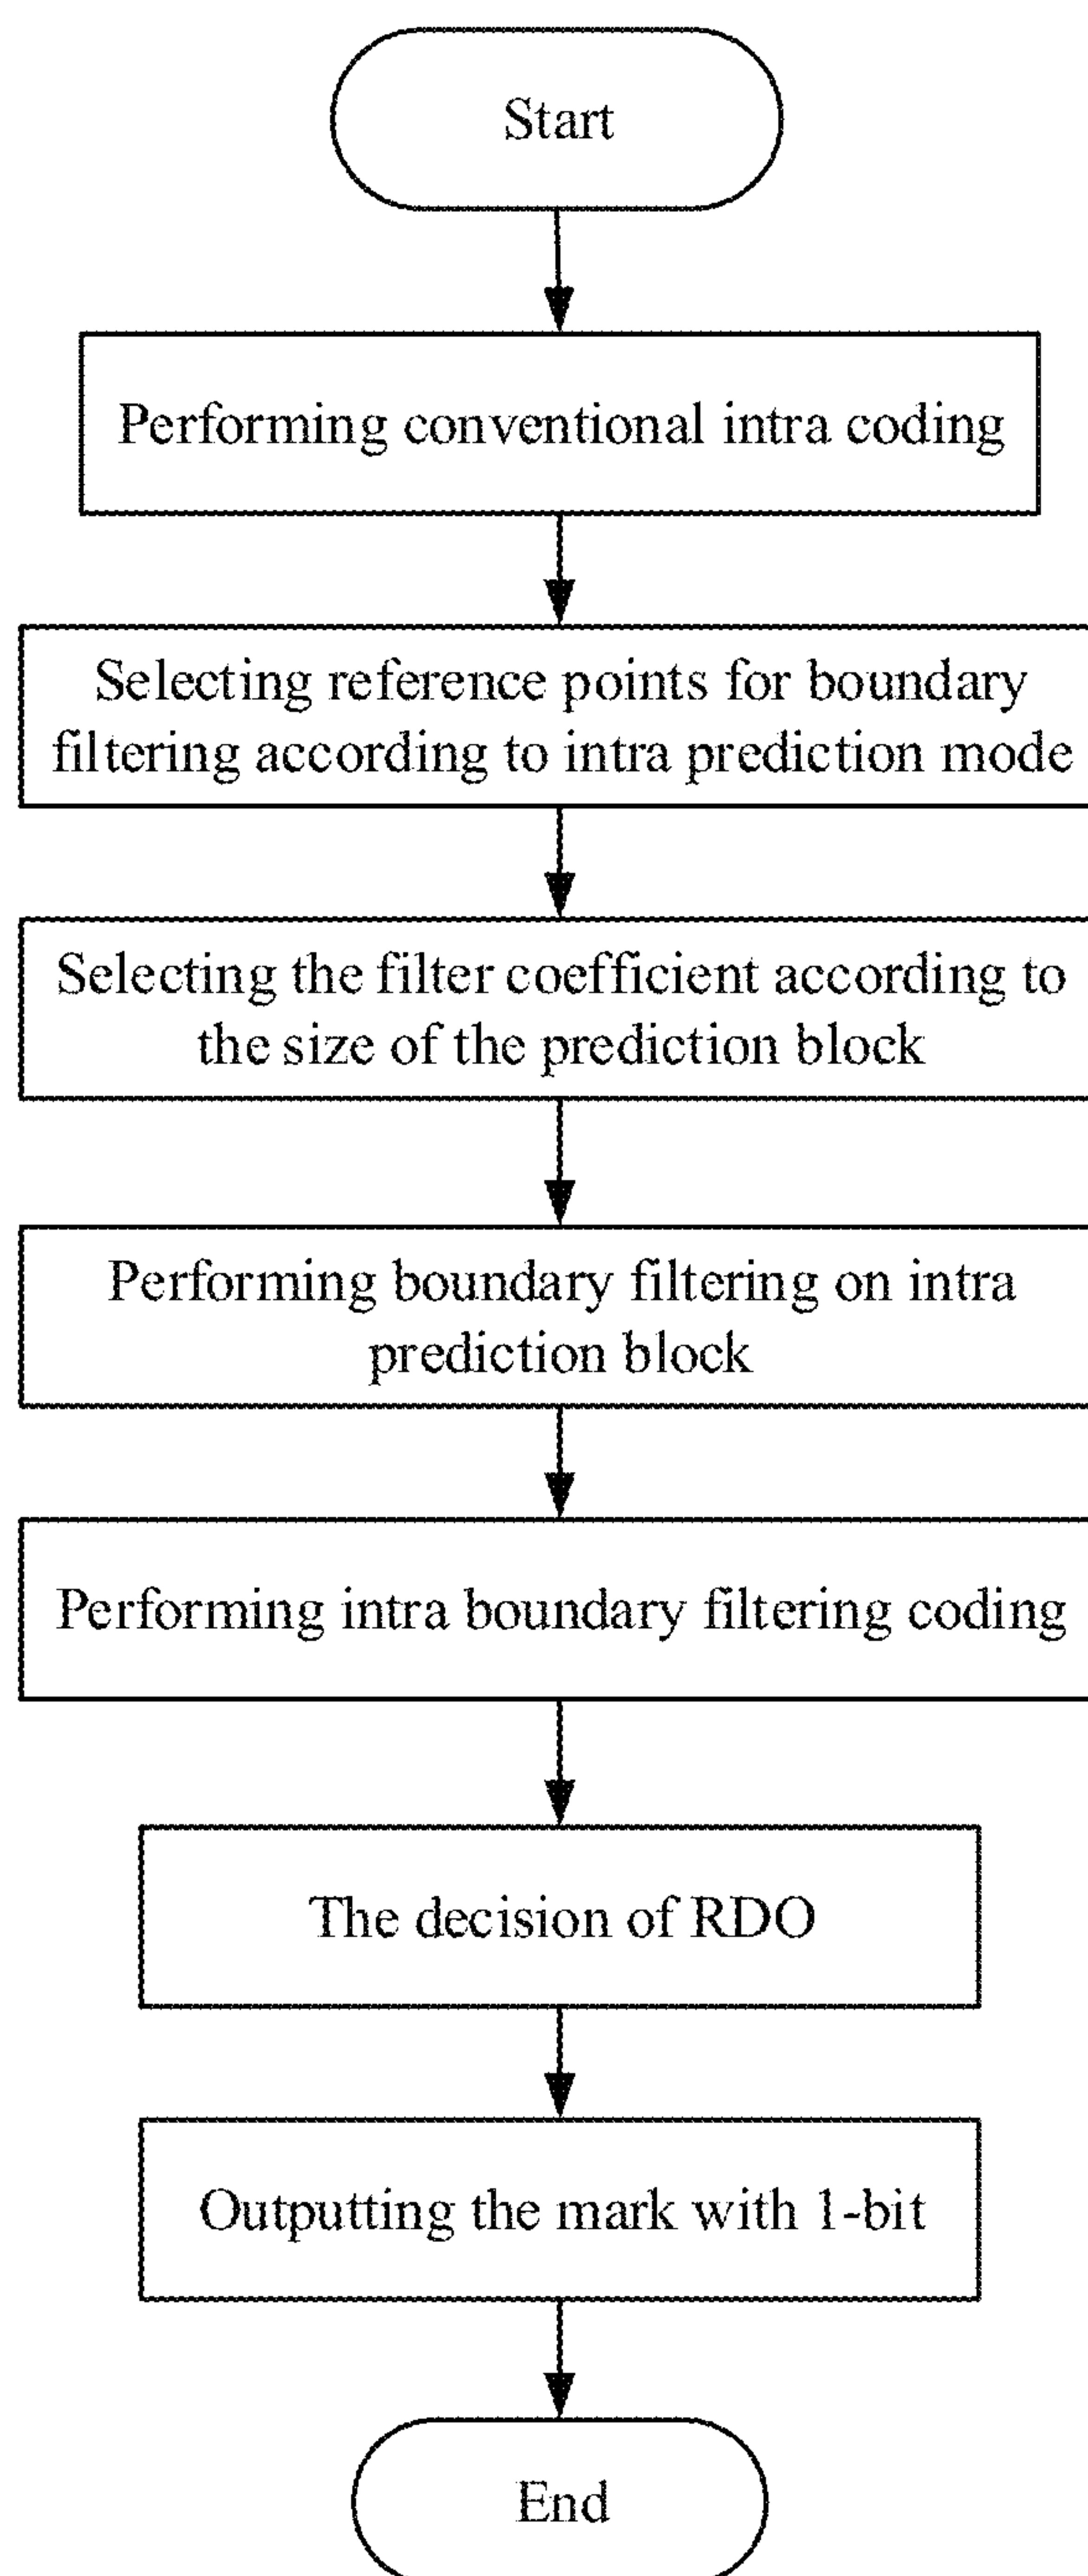 Start
Performing conventional intra coding
Selecting reference points for boundary
filtering according to intra prediction mode
Selecting the filter coefficient according to
the size of the prediction block
Performing boundary filtering on intra
prediction block
Performing intra boundary filtering coding
The decision of RDO
Outputting the mark with 1-bit
End